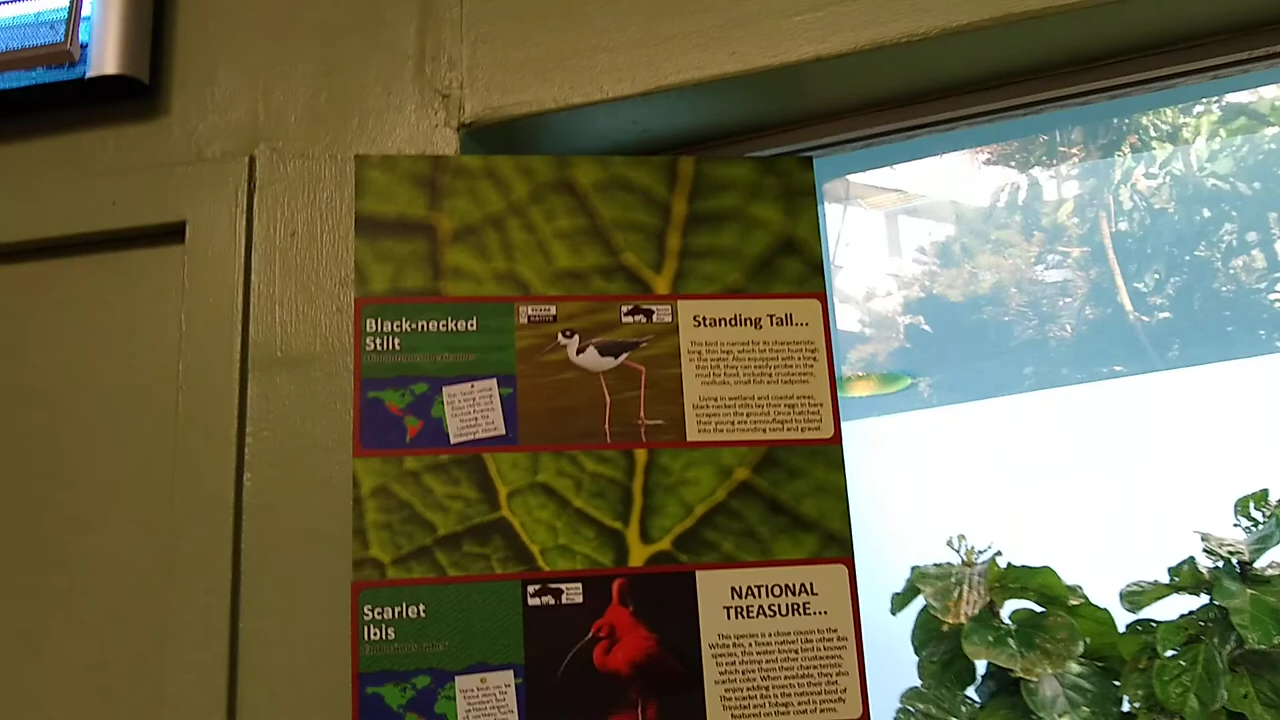 Black-necked
Stilt
TEXAS
NATIVE
Standing Tall...
This bird is named for its characteristic
long, thin legs, which let them hunt high
in the water. Also equipped with a long,
thin bill, they can easily probe in the
mud for food, including crustaceans,
mollusks, small fish and tadpoles.
Living in wetland and coastal areas,
black-necked stilts lay their eggs in bare
scrapes on the ground. Once hatched,
their young are camouflaged to blend
into the surrounding sand and gravel.
Scarlet
Ibis
NATIONAL
TREASURE...
This species is a close cousin to the
White Ibis, a Texas native! Like other ibis
species, this water-loving bird is known
to eat shrimp and other crustaceans,
which give them their characteristic
scarlet color. When available, they also
enjoy adding insects to their diet.
The scarlet ibis is the national bird of
Trinidad and Tobago, and is proudly
featured on their coat of arms.